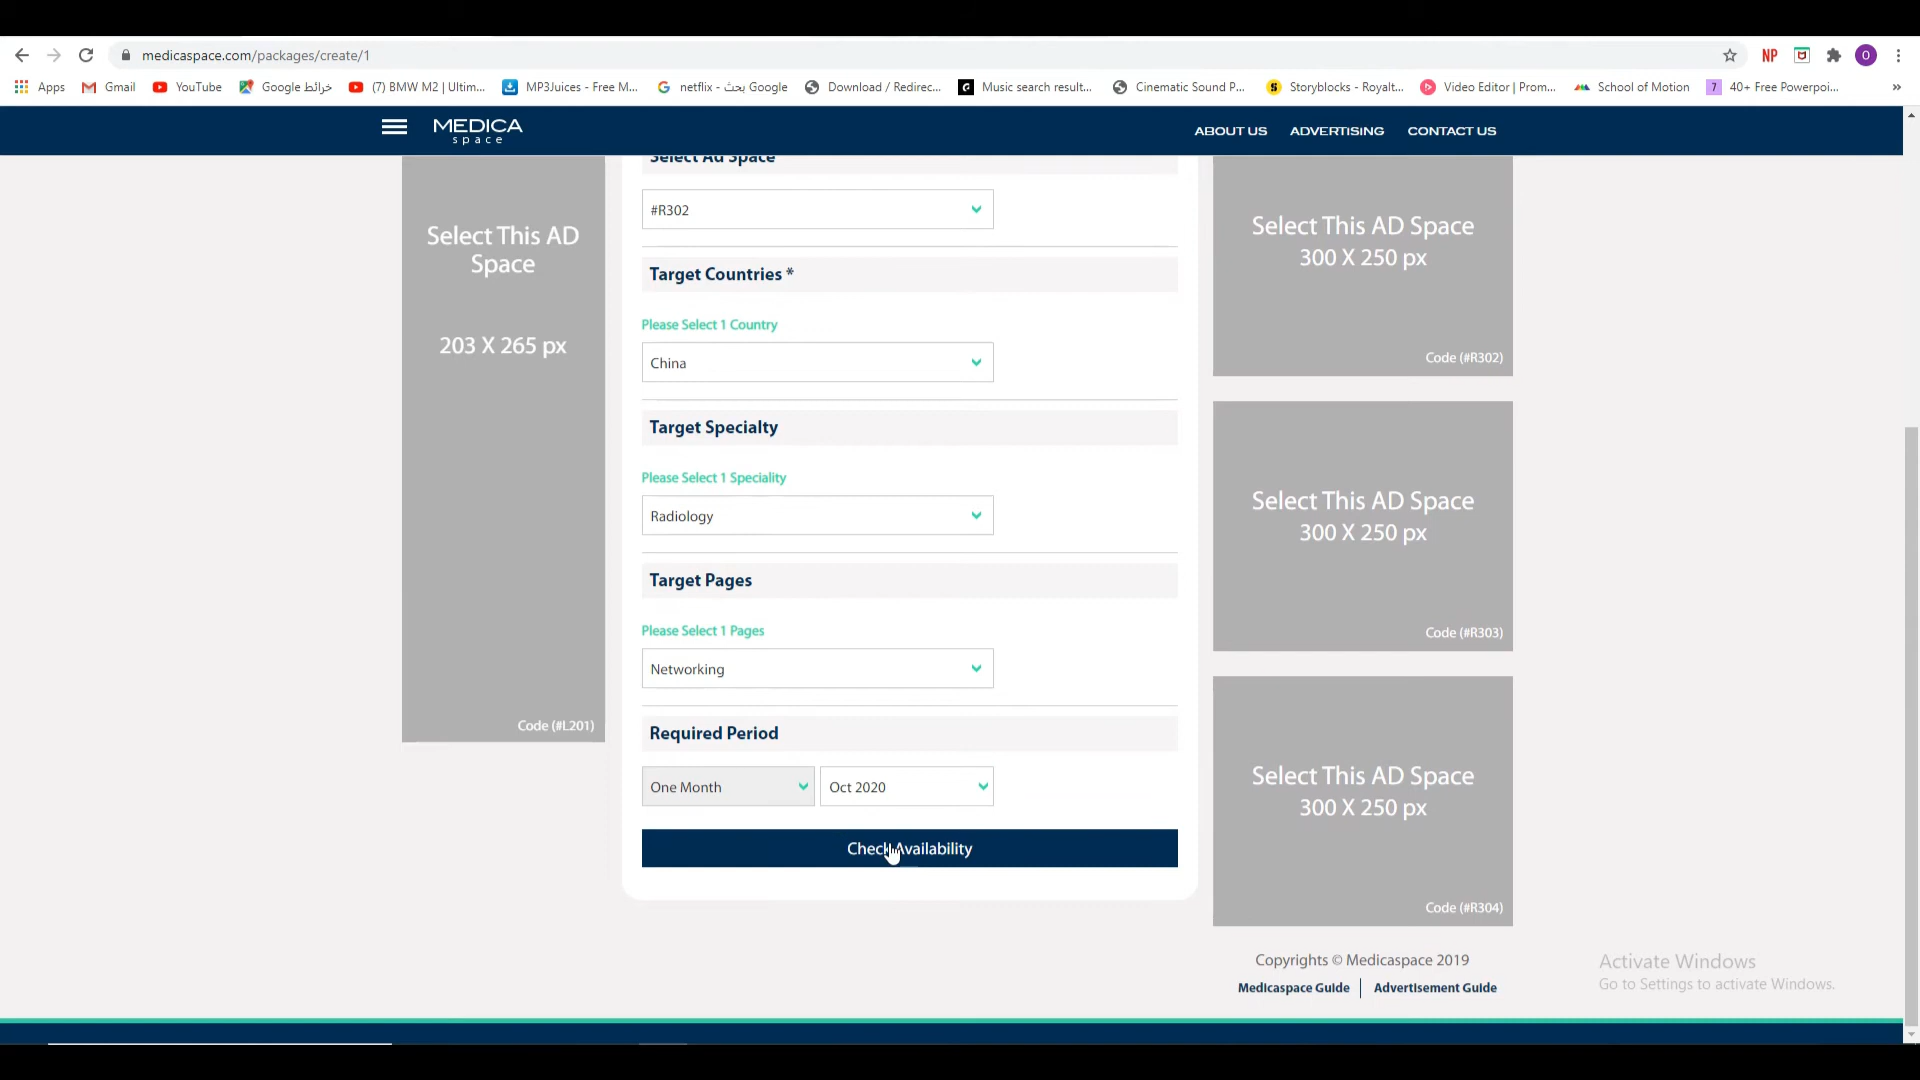 medicaspace.com/packages/create/1
NP
O
Apps
Gmail
YouTube
خرائط Google
(7) BMW M2 | Ultim...
MP3Juices - Free M...
netflix - بحث Google
Download / Redirec...
Music search result...
Cinematic Sound P...
Storyblocks - Royalt...
Video Editor | Prom...
School of Motion
7
40+ Free Powerpoi...
»
MEDICA
space
ABOUT US
ADVERTISING
CONTACT US
Select This AD
Space
203 X 265 px
Code (#L201)
Select Ad Space
#R302
Target Countries *
Please Select 1 Country
China
Target Specialty
Please Select 1 Speciality
Radiology
Target Pages
Please Select 1 Pages
Networking
Required Period
One Month
Oct 2020
Check Availability
Select This AD Space
300 X 250 px
Code (#R302)
Select This AD Space
300 X 250 px
Code (#R303)
Select This AD Space
300 X 250 px
Code (#R304)
Copyrights © Medicaspace 2019
Medicaspace Guide
Advertisement Guide
Activate Windows
Go to Settings to activate Windows.